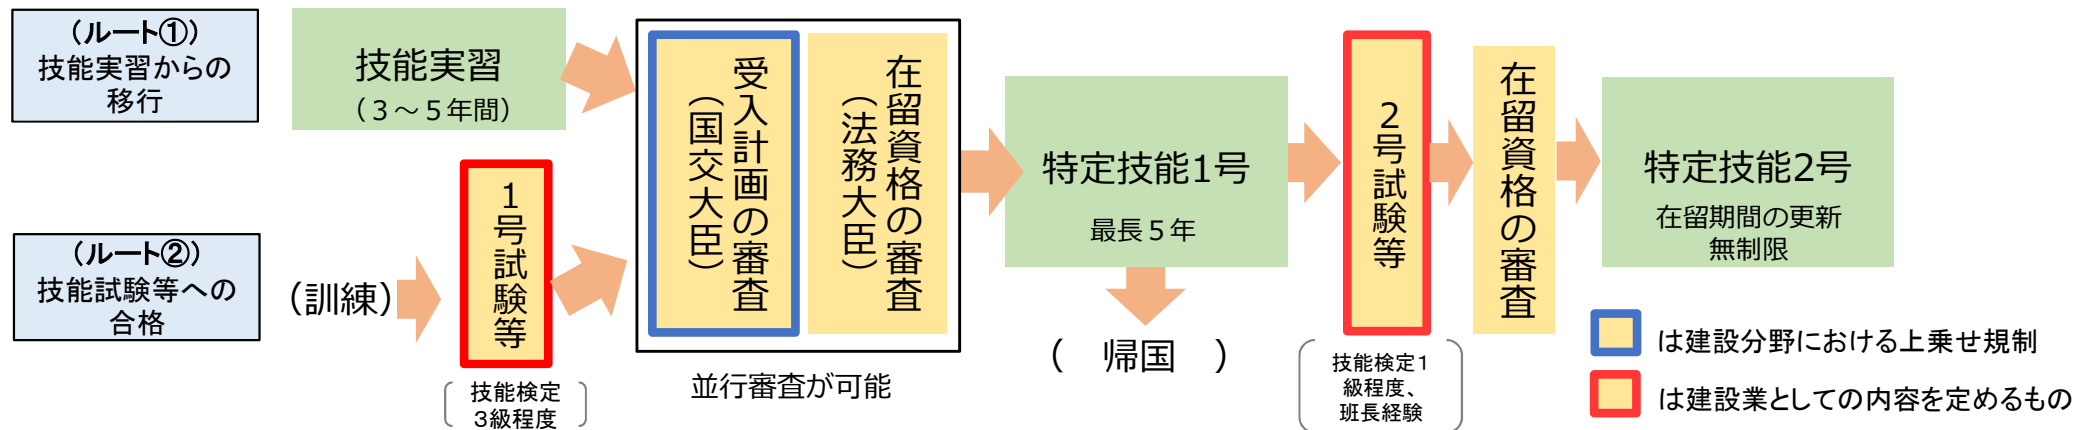 （ルート①）
技能実習からの
移行
技能実習
（３～５年間）
受入計画の審査
（国交大臣）
在留資格の審査
（法務大臣）
並行審査が可能
特定技能1号
最長５年
（　帰国　）
２号試験等
技能検定１
級程度、
班長経験
在留資格の審査
特定技能2号
在留期間の更新
無制限
（ルート②）
技能試験等への
合格
（訓練）
１号試験等
技能検定
３級程度
は建設分野における上乗せ規制
は建設業としての内容を定めるもの